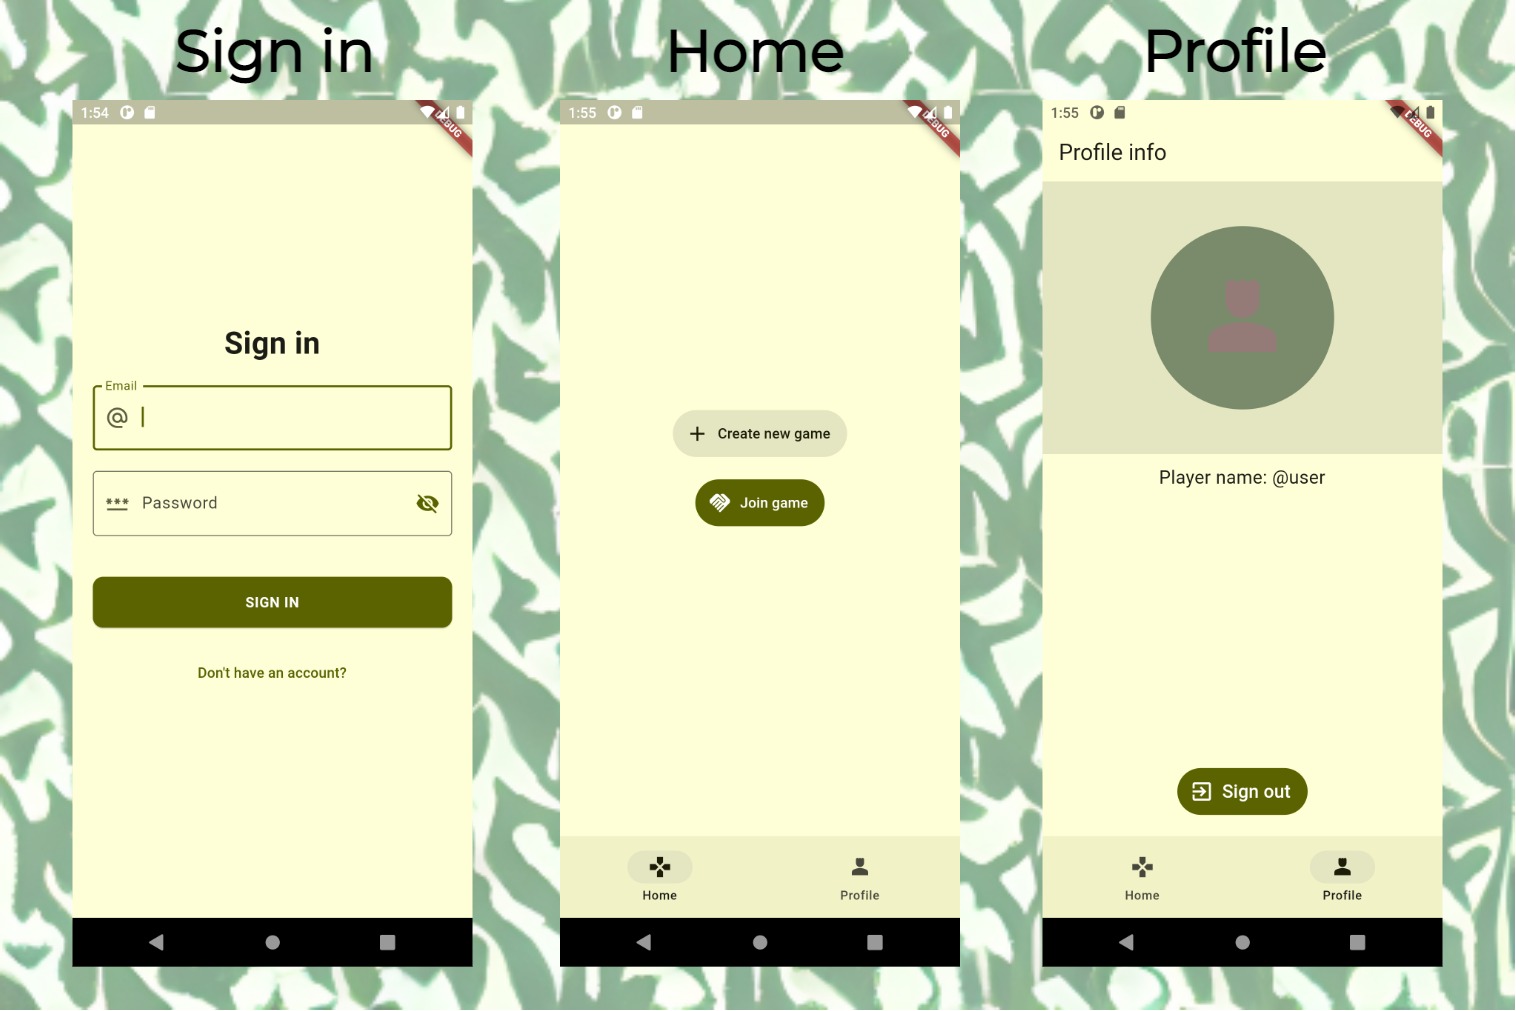 Sign in
Home
Profile
1:54
DEBUG
Sign in
Email
@
*** Password
SIGN IN
Don't have an account?
1:55
DEBUG
+ Create new game
Join game
Home
Profile
1:55
DEBUG
Profile info
Player name: @user
Sign out
Home
Profile